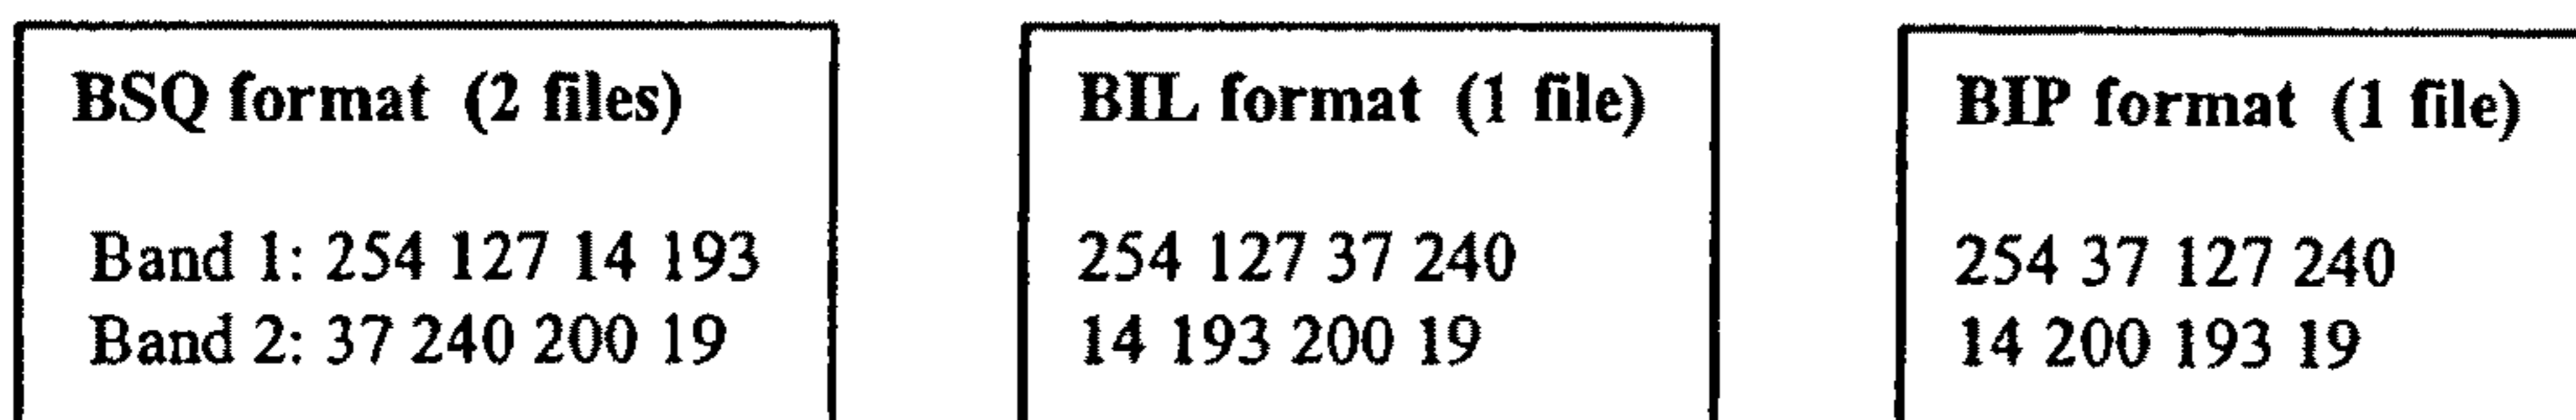 BSQ format (2 files)
Band 1: 254 127 14 193
Band 2: 37 240 200 19
BIL format (1 file)
254 127 37 240
14 193 200 19
BIP format (1 file)
254 37 127 240
14 200 193 19